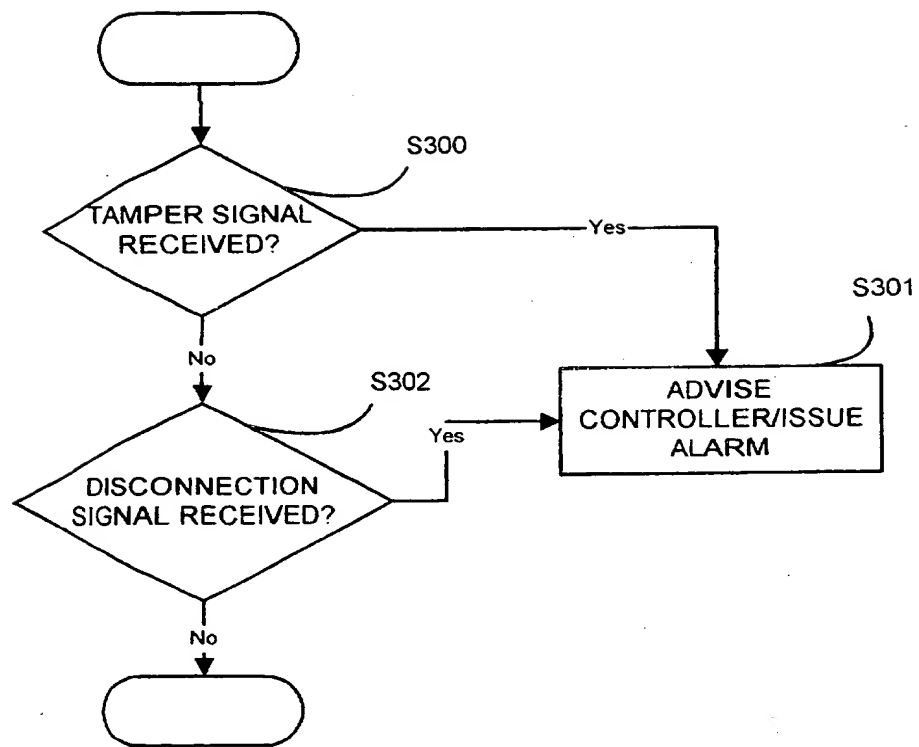 S300
TAMPER SIGNAL
RECEIVED?
Yes
S301
No
ADVISE
CONTROLLER/ISSUE
ALARM
S302
Yes
DISCONNECTION
SIGNAL RECEIVED?
No